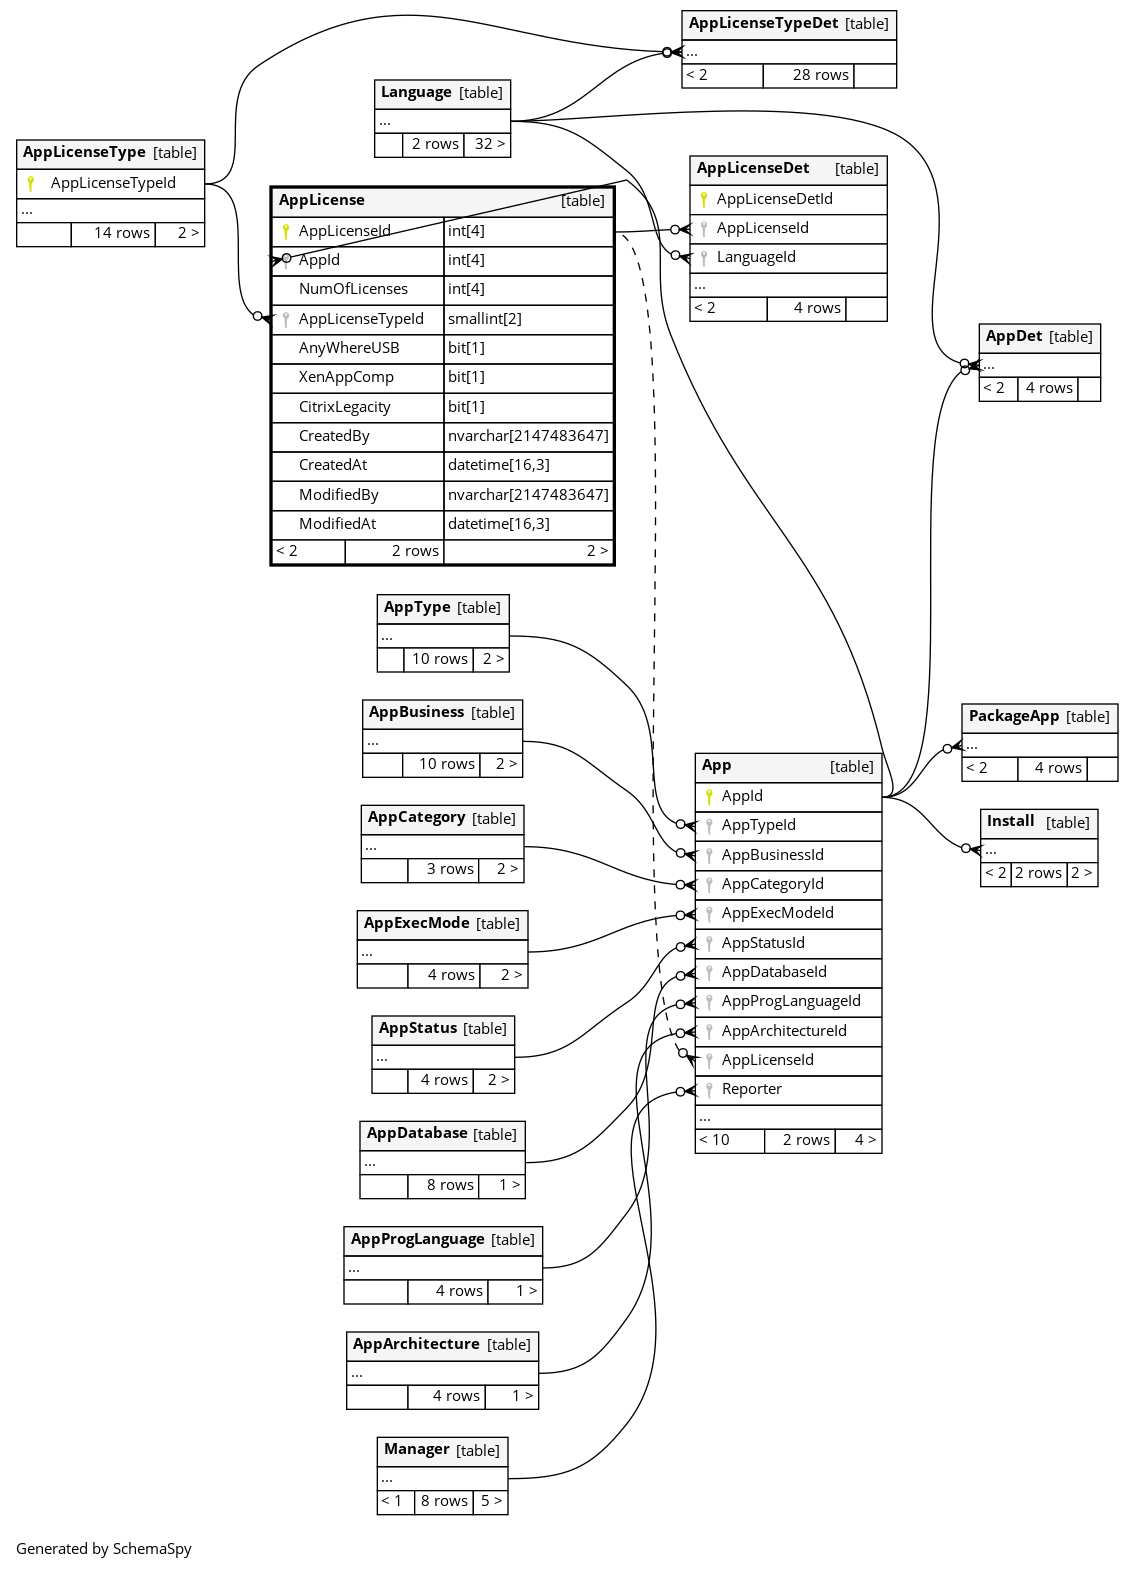 AppLicenseTypeDet [table]
...
< 2 28 rows
Language [table]
...
2 rows 32 >
AppLicenseType [table]
AppLicenseTypeId
...
14 rows 2 >
AppLicenseDet [table]
AppLicenseDetId
AppLicenseId
LanguageId
...
< 2 4 rows
AppLicense [table]
AppLicenseId int[4]
AppId int[4]
NumOfLicenses int[4]
AppLicenseTypeId smallint[2]
AnyWhereUSB bit[1]
XenAppComp bit[1]
CitrixLegacity bit[1]
CreatedBy nvarchar[2147483647]
CreatedAt datetime[16,3]
ModifiedBy nvarchar[2147483647]
ModifiedAt datetime[16,3]
< 2 2 rows 2 >
AppDet [table]
...
< 2 4 rows
AppType [table]
...
10 rows 2 >
AppBusiness [table]
...
10 rows 2 >
PackageApp [table]
...
< 2 4 rows
App [table]
AppId
AppTypeId
AppBusinessId
AppCategoryId
AppExecModeId
AppStatusId
AppDatabaseId
AppProgLanguageId
AppArchitectureId
AppLicenseId
Reporter
...
< 10 2 rows 4 >
Install [table]
...
< 2 2 rows 2 >
AppCategory [table]
...
3 rows 2 >
AppExecMode [table]
...
4 rows 2 >
AppStatus [table]
...
4 rows 2 >
AppDatabase [table]
...
8 rows 1 >
AppProgLanguage [table]
...
4 rows 1 >
AppArchitecture [table]
...
4 rows 1 >
Manager [table]
...
< 1 8 rows 5 >
Generated by SchemaSpy